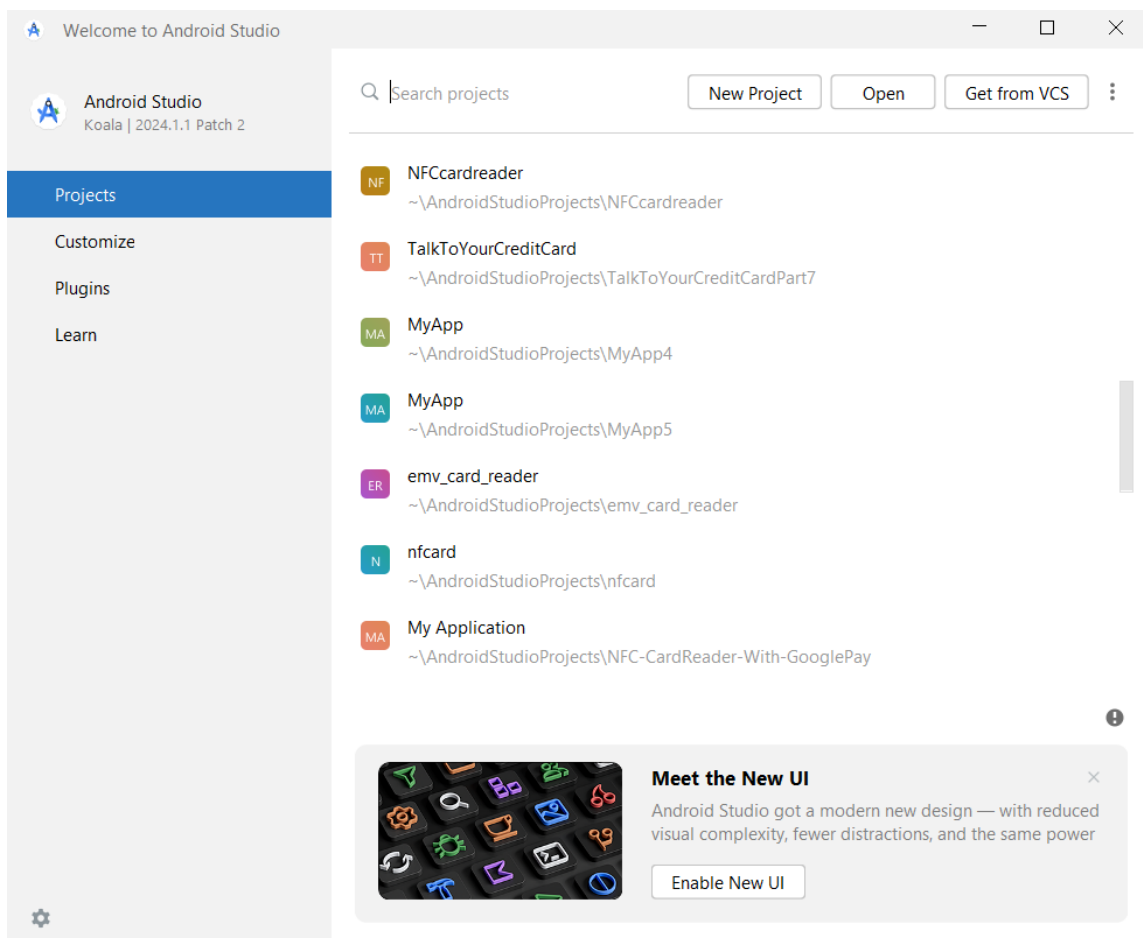 Welcome to Android Studio
Android Studio
Koala | 2024.1.1 Patch 2
Projects
Customize
Plugins
Learn
Search projects
New Project
Open
Get from VCS
NF
NFCcardreader
~\AndroidStudioProjects\NFCcardreader
TT
TalkToYourCreditCard
~\AndroidStudioProjects\TalkToYourCreditCardPart7
MA
MyApp
~\AndroidStudioProjects\MyApp4
MA
MyApp
~\AndroidStudioProjects\MyApp5
ER
emv_card_reader
~\AndroidStudioProjects\emv_card_reader
N
nfcard
~\AndroidStudioProjects\nfcard
MA
My Application
~\AndroidStudioProjects\NFC-CardReader-With-GooglePay
Meet the New UI
Android Studio got a modern new design — with reduced
visual complexity, fewer distractions, and the same power
Enable New UI